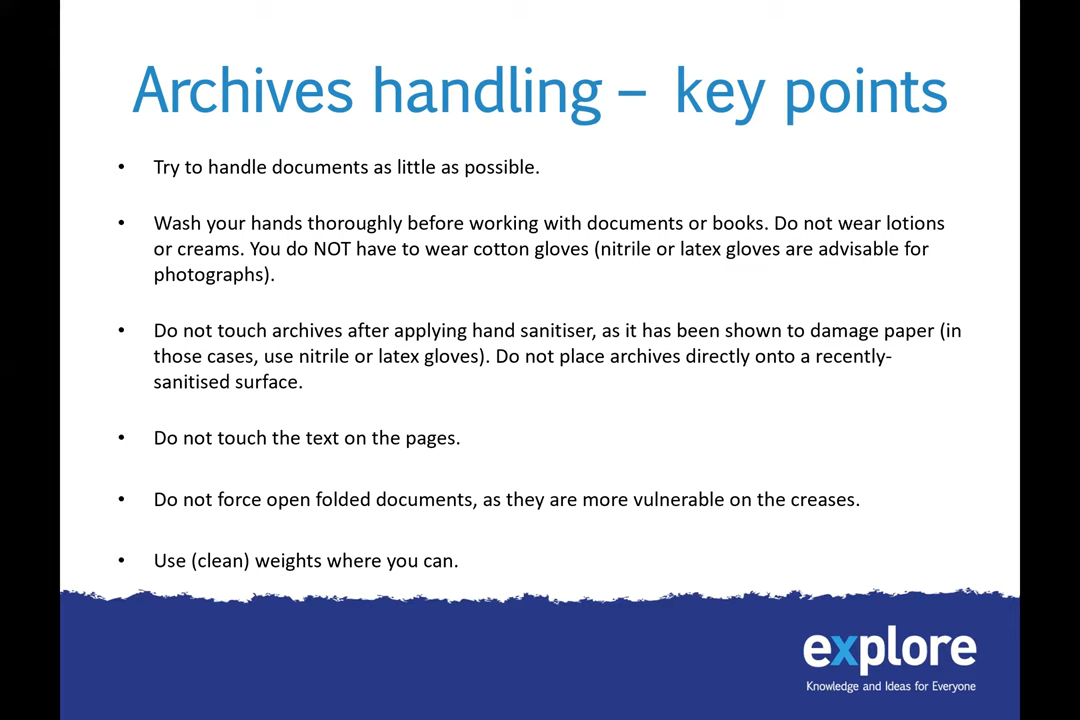 Archives handling – key points
• Try to handle documents as little as possible.
• Wash your hands thoroughly before working with documents or books. Do not wear lotions
or creams. You do NOT have to wear cotton gloves (nitrile or latex gloves are advisable for
photographs).
• Do not touch archives after applying hand sanitiser, as it has been shown to damage paper (in
those cases, use nitrile or latex gloves). Do not place archives directly onto a recently-
sanitised surface.
• Do not touch the text on the pages.
• Do not force open folded documents, as they are more vulnerable on the creases.
• Use (clean) weights where you can.
explore
Knowledge and Ideas for Everyone